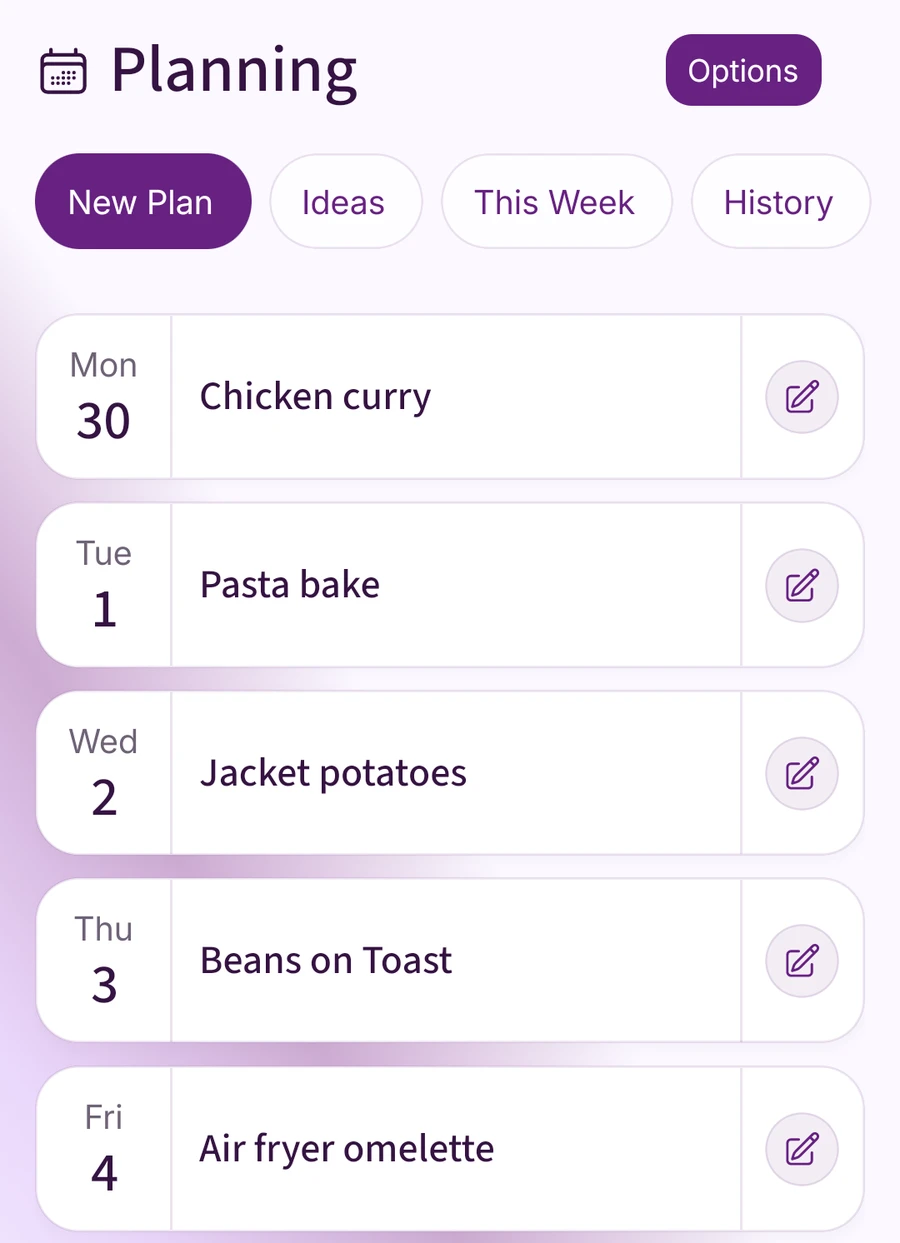 Planning
Options
New Plan
Ideas
This Week
History
Mon
30
Chicken curry
Tue
1
Pasta bake
Wed
2
Jacket potatoes
Thu
3
Beans on Toast
Fri
4
Air fryer omelette